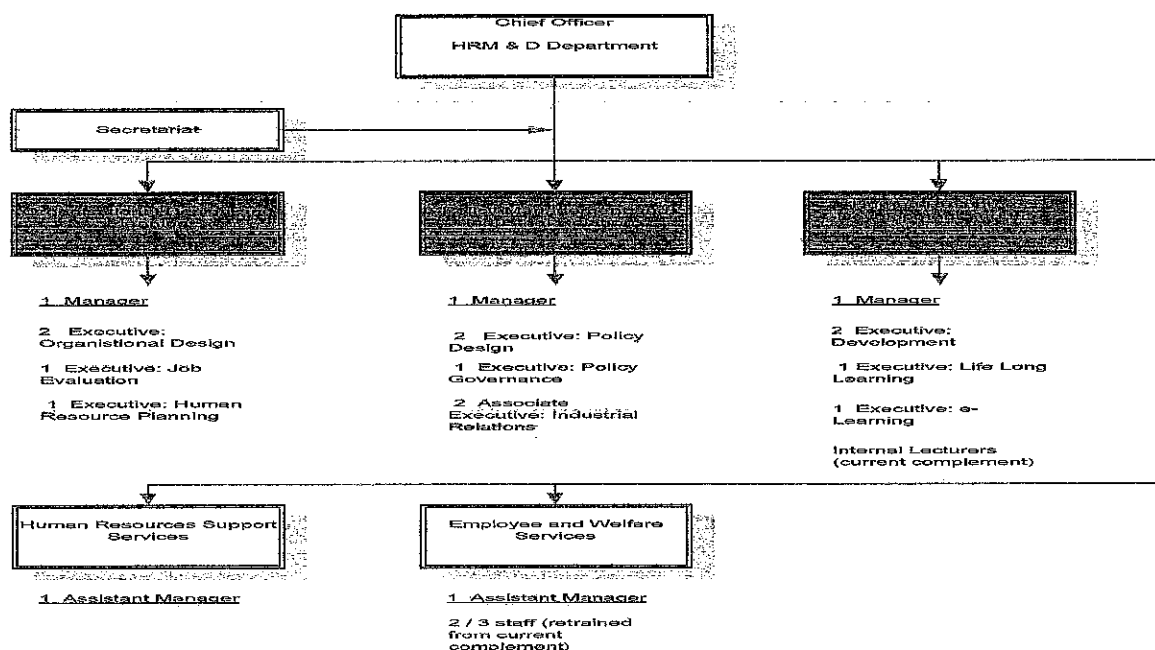 Chief Officer
HRM & D Department
Secretariat
1 Manager
2 Executive:
Organistional Design
1 Executive: Job
Evaluation
1 Executive: Human
Resource Planning
1 Manager
2 Executive: Policy
Design
1 Executive: Policy
Governance
2 Associate
Executive: Industrial
Relations
1 Manager
2 Executive:
Development
1 Executive: Life Long
Learning
1 Executive: e-
Learning
Internal Lecturers
(current complement)
Human Resources Support
Services
1 Assistant Manager
Employee and Welfare
Services
1 Assistant Manager
2 / 3 staff (retrained
from current
complement)